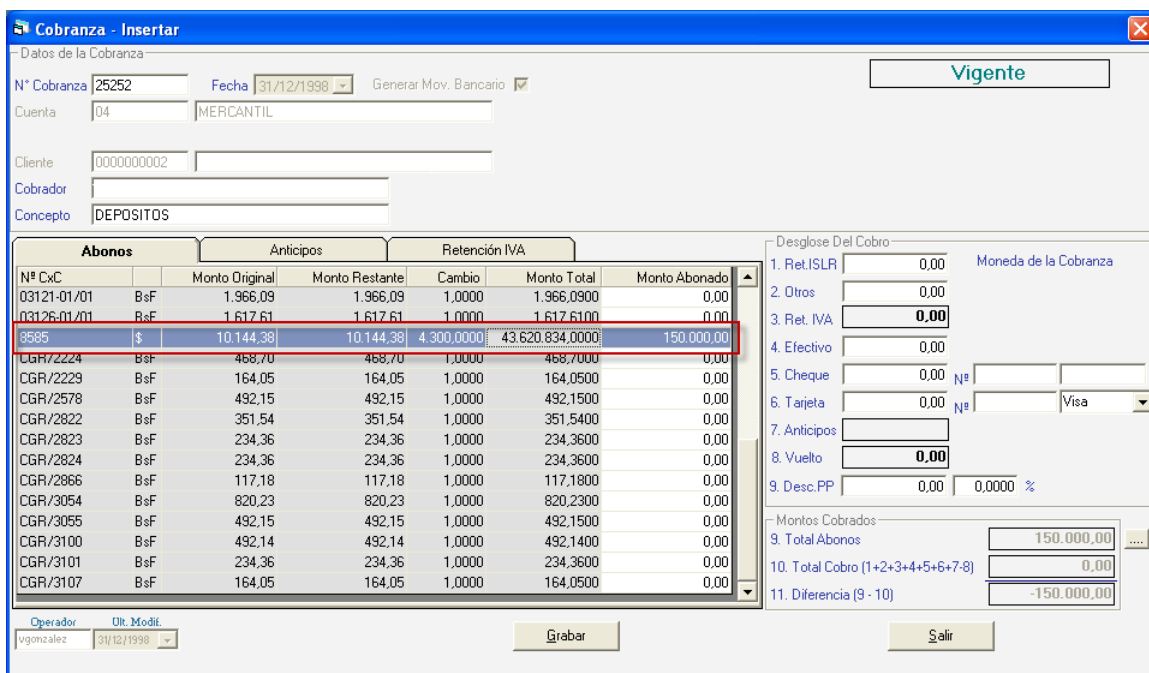 Cobranza - Insertar
Datos de la Cobranza
N° Cobranza 25252 Fecha 31/12/1998 Generar Mov. Bancario
Vigente
Cuenta 04 MERCANTIL
Cliente 0000000002
Cobrador
Concepto DEPOSITOS
Abonos Anticipos Retención IVA
Nº CxC Monto Original Monto Restante Cambio Monto Total Monto Abonado
03121-01/01 BsF 1.966,09 1.966,09 1,0000 1.966,0900 0,00
03126-01/01 BsF 1.617,61 1.617,61 1,0000 1.617,6100 0,00
8585 $ 10.144,38 10.144,38 4.300,0000 43.620.834,0000 150.000,00
CGR/2224 BsF 468,70 468,70 1,0000 468,7000 0,00
CGR/2229 BsF 164,05 164,05 1,0000 164,0500 0,00
CGR/2578 BsF 492,15 492,15 1,0000 492,1500 0,00
CGR/2822 BsF 351,54 351,54 1,0000 351,5400 0,00
CGR/2823 BsF 234,36 234,36 1,0000 234,3600 0,00
CGR/2824 BsF 234,36 234,36 1,0000 234,3600 0,00
CGR/2866 BsF 117,18 117,18 1,0000 117,1800 0,00
CGR/3054 BsF 820,23 820,23 1,0000 820,2300 0,00
CGR/3055 BsF 492,15 492,15 1,0000 492,1500 0,00
CGR/3100 BsF 492,14 492,14 1,0000 492,1400 0,00
CGR/3101 BsF 234,36 234,36 1,0000 234,3600 0,00
CGR/3107 BsF 164,05 164,05 1,0000 164,0500 0,00
Desglose Del Cobro
1. Ret.ISLR 0,00 Moneda de la Cobranza
2. Otros 0,00
3. Ret. IVA 0,00
4. Efectivo 0,00
5. Cheque 0,00 Nº
6. Tarjeta 0,00 Nº Visa
7. Anticipos
8. Vuelto 0,00
9. Desc.PP 0,00 0,0000 %
Montos Cobrados
9. Total Abonos 150.000,00 ....
10. Total Cobro (1+2+3+4+5+6+7-8) 0,00
11. Diferencia (9 - 10) -150.000,00
Operador Ult. Modif.
vgonzalez 31/12/1998
Grabar
Salir